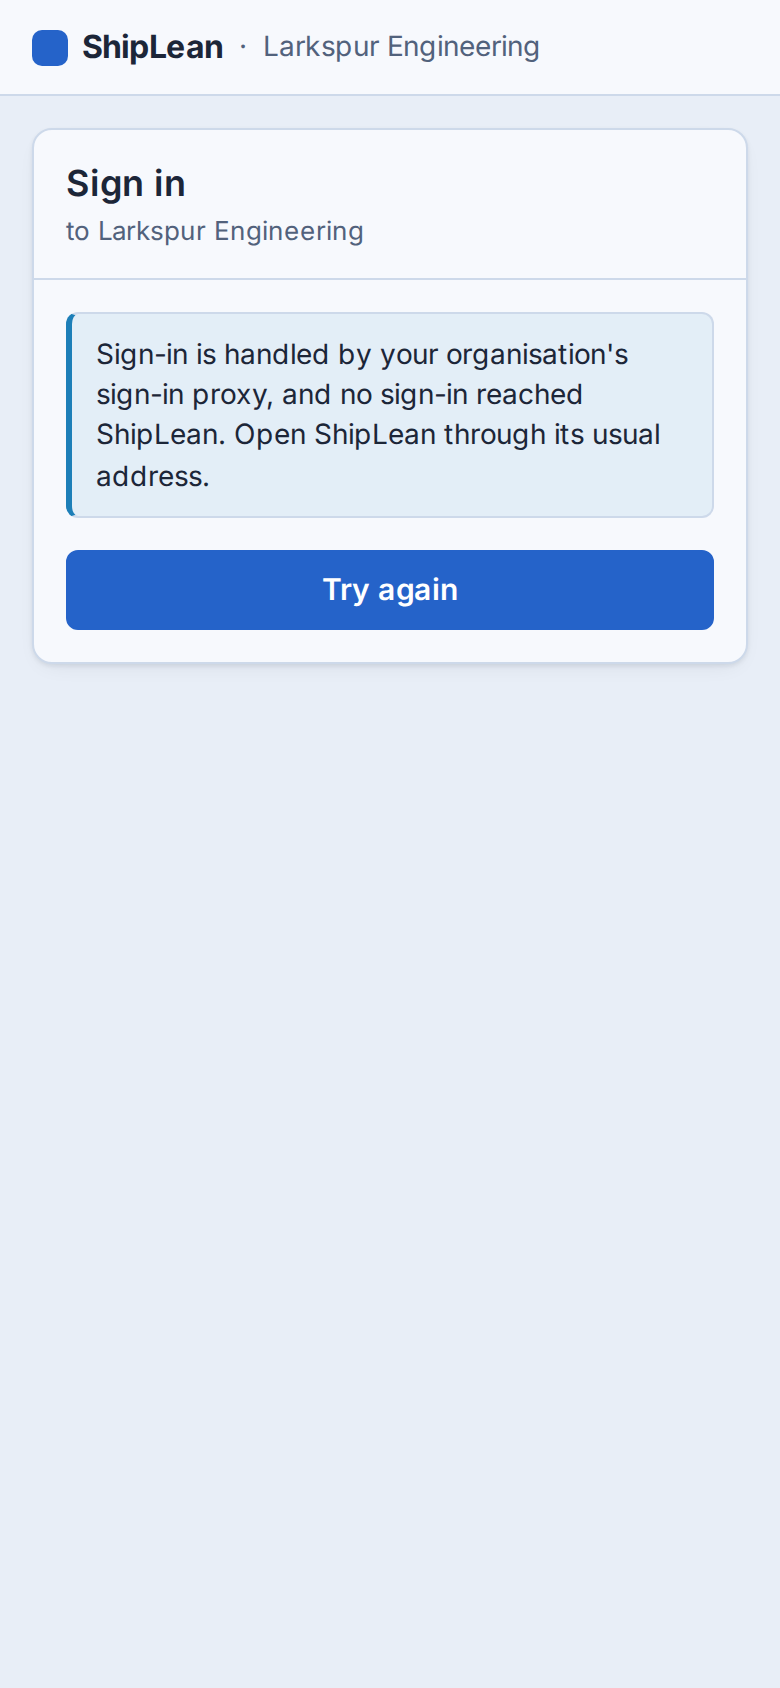 ShipLean · Larkspur Engineering
Sign in
to Larkspur Engineering
Sign-in is handled by your organisation's
sign-in proxy, and no sign-in reached
ShipLean. Open ShipLean through its usual
address.
Try again